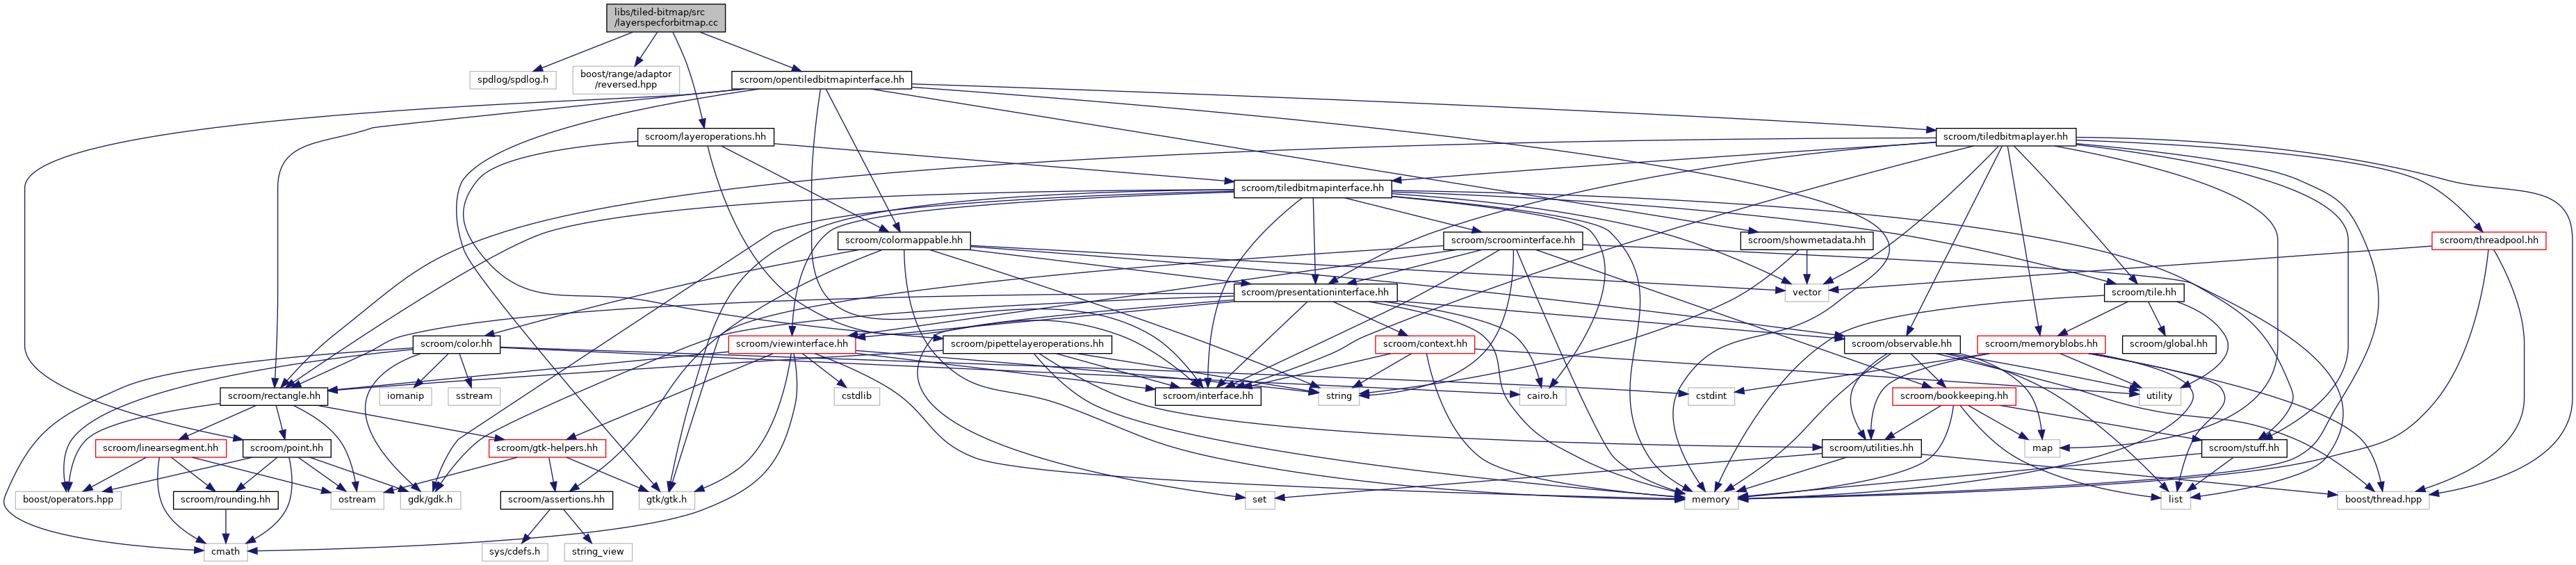 libs/tiled-bitmap/src
/layerspecforbitmap.cc
spdlog/spdlog.h
boost/range/adaptor
/reversed.hpp
scroom/opentiledbitmapinterface.hh
scroom/layeroperations.hh
scroom/tiledbitmaplayer.hh
scroom/tiledbitmapinterface.hh
scroom/colormappable.hh
scroom/scroominterface.hh
scroom/showmetadata.hh
scroom/threadpool.hh
scroom/presentationinterface.hh
vector
scroom/tile.hh
scroom/color.hh
scroom/viewinterface.hh
scroom/pipettelayeroperations.hh
scroom/context.hh
scroom/observable.hh
scroom/memoryblobs.hh
scroom/global.hh
scroom/rectangle.hh
iomanip
sstream
cstdlib
scroom/interface.hh
string
cairo.h
cstdint
scroom/bookkeeping.hh
utility
scroom/linearsegment.hh
scroom/point.hh
scroom/gtk-helpers.hh
scroom/utilities.hh
map
scroom/stuff.hh
boost/operators.hpp
scroom/rounding.hh
ostream
gdk/gdk.h
scroom/assertions.hh
gtk/gtk.h
set
memory
list
boost/thread.hpp
cmath
sys/cdefs.h
string_view